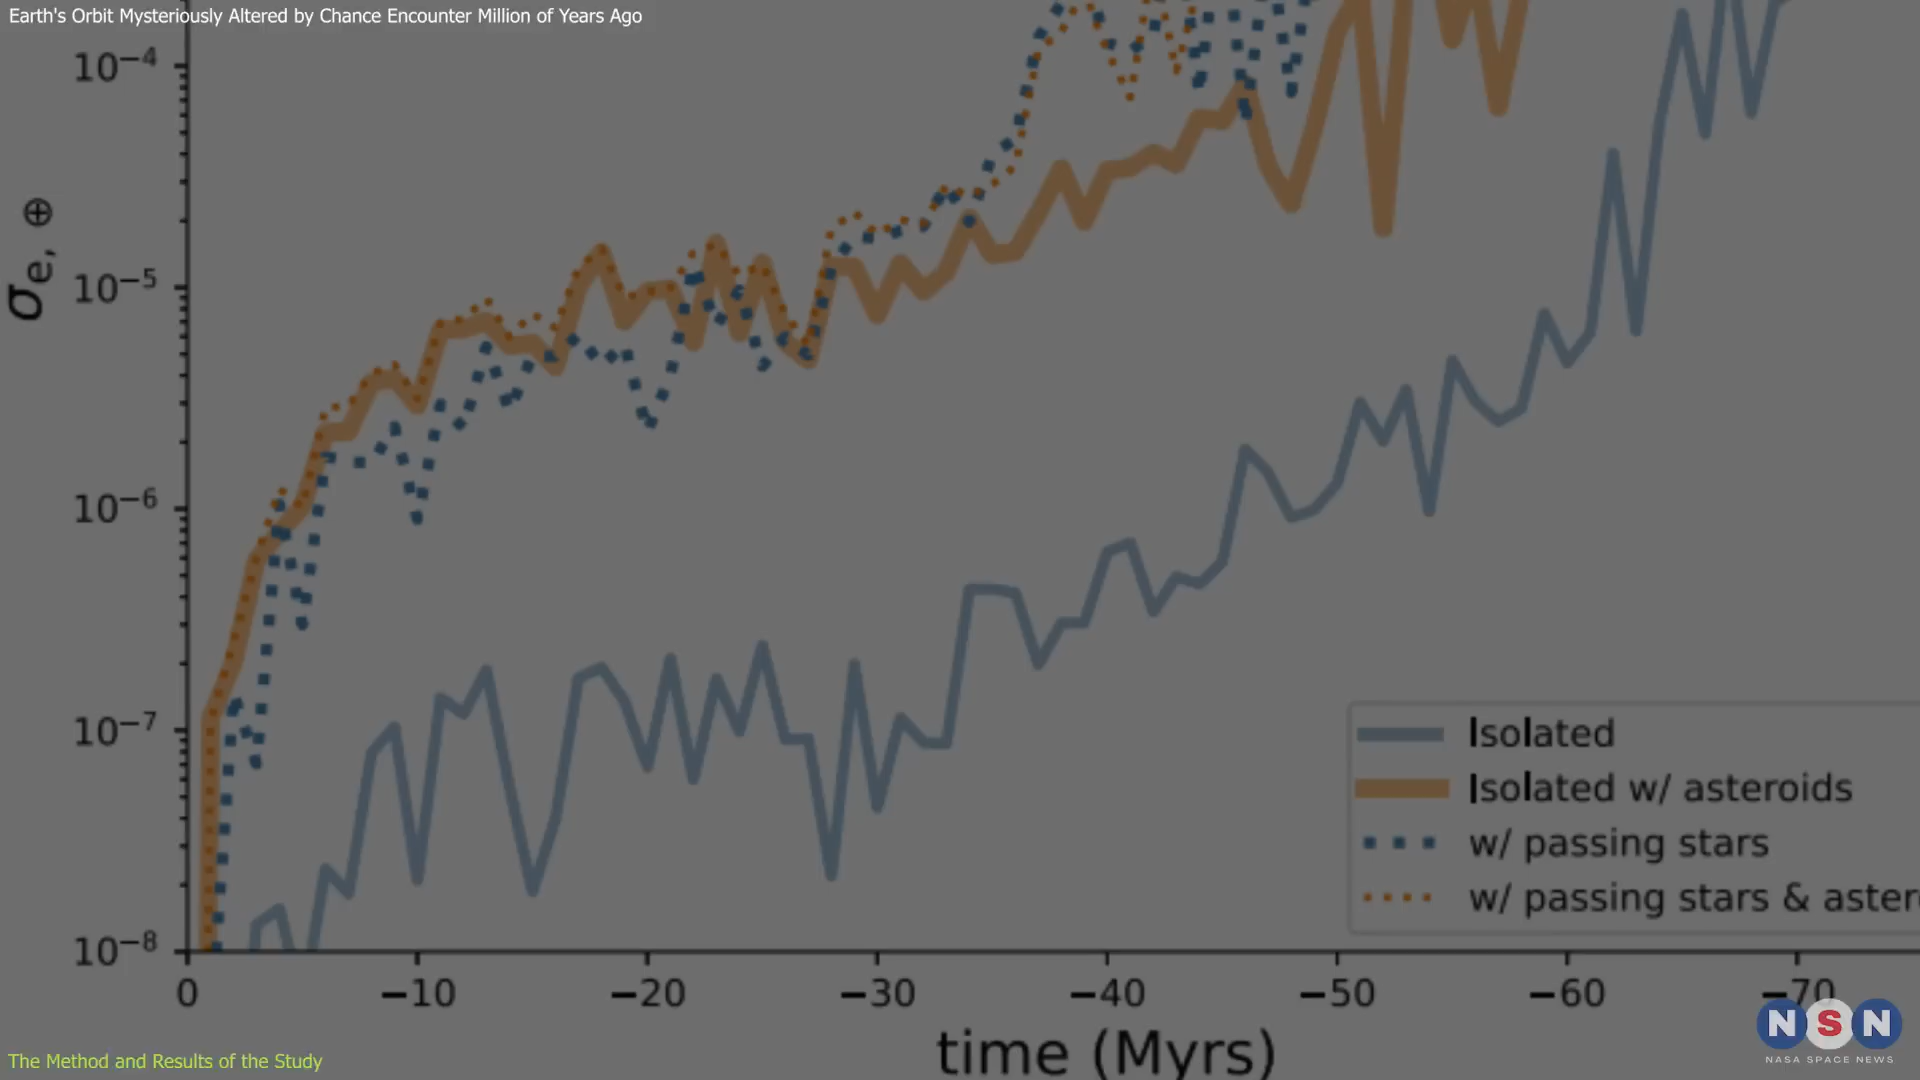 Earth's Orbit Mysteriously Altered by Chance Encounter Million of Years Ago
10⁻⁴
10⁻⁵
10⁻⁶
10⁻⁷
10⁻⁸
σe, ⊕
Isolated
Isolated w/ asteroids
w/ passing stars
w/ passing stars & aster
0 −10 −20 −30 −40 −50 −60 −70
time (Myrs)
The Method and Results of the Study
NSN
NASA SPACE NEWS